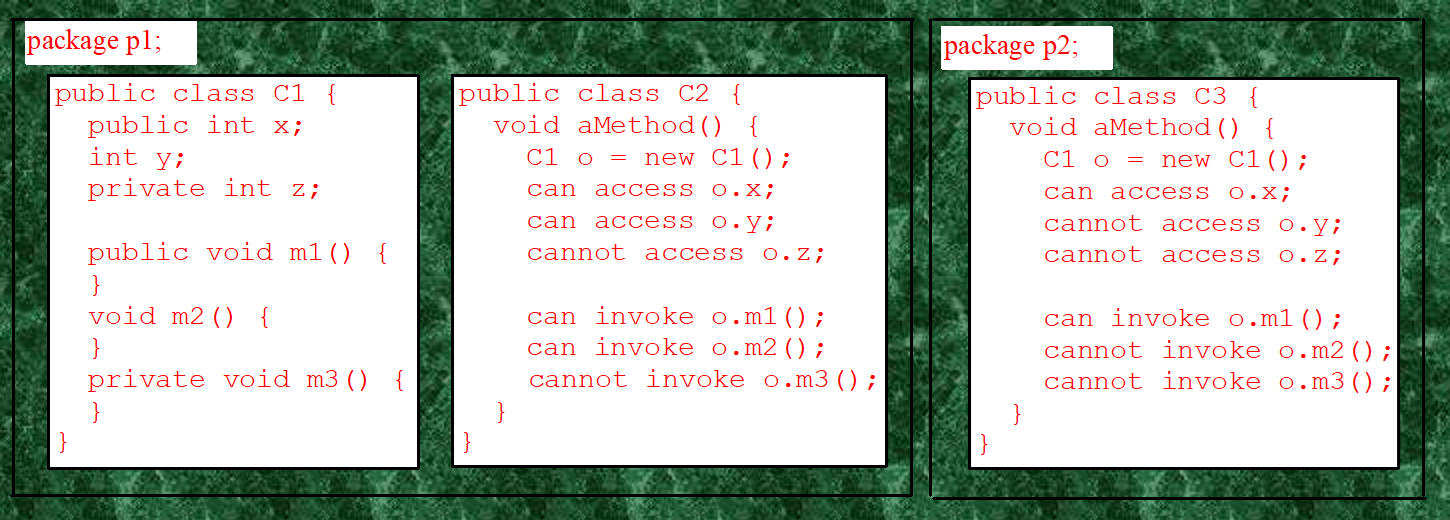 package p1;
public class C1 {
  public int x;
  int y;
  private int z;

  public void m1() {
  }
  void m2() {
  }
  private void m3() {
  }
}
public class C2 {
  void aMethod() {
    C1 o = new C1();
    can access o.x;
    can access o.y;
    cannot access o.z;

    can invoke o.m1();
    can invoke o.m2();
    cannot invoke o.m3();
  }
}
package p2;
public class C3 {
  void aMethod() {
    C1 o = new C1();
    can access o.x;
    cannot access o.y;
    cannot access o.z;

    can invoke o.m1();
    cannot invoke o.m2();
    cannot invoke o.m3();
  }
}